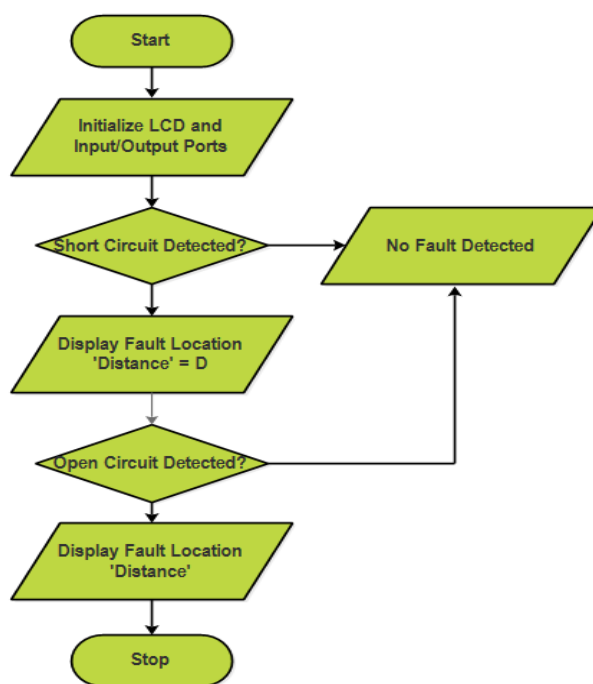 Start
Initialize LCD and
Input/Output Ports
Short Circuit Detected?
No Fault Detected
Display Fault Location
'Distance' = D
Open Circuit Detected?
Display Fault Location
'Distance'
Stop